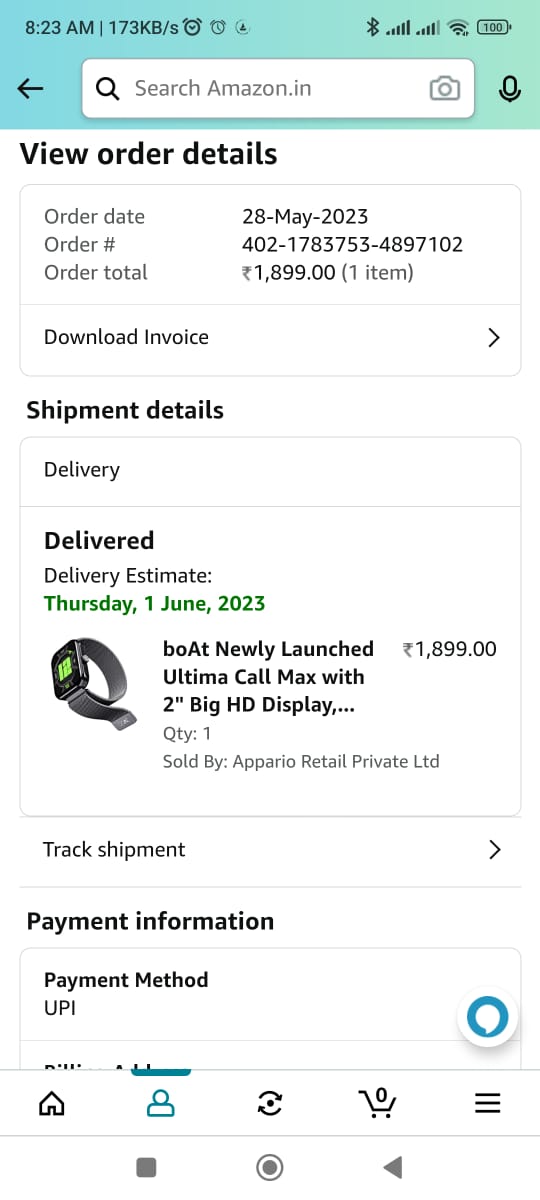 8:23 AM | 173KB/s
100
Search Amazon.in
View order details
Order date 28-May-2023
Order # 402-1783753-4897102
Order total ₹1,899.00 (1 item)
Download Invoice
Shipment details
Delivery
Delivered
Delivery Estimate:
Thursday, 1 June, 2023
boAt Newly Launched ₹1,899.00
Ultima Call Max with
2" Big HD Display,...
Qty: 1
Sold By: Appario Retail Private Ltd
Track shipment
Payment information
Payment Method
UPI
0